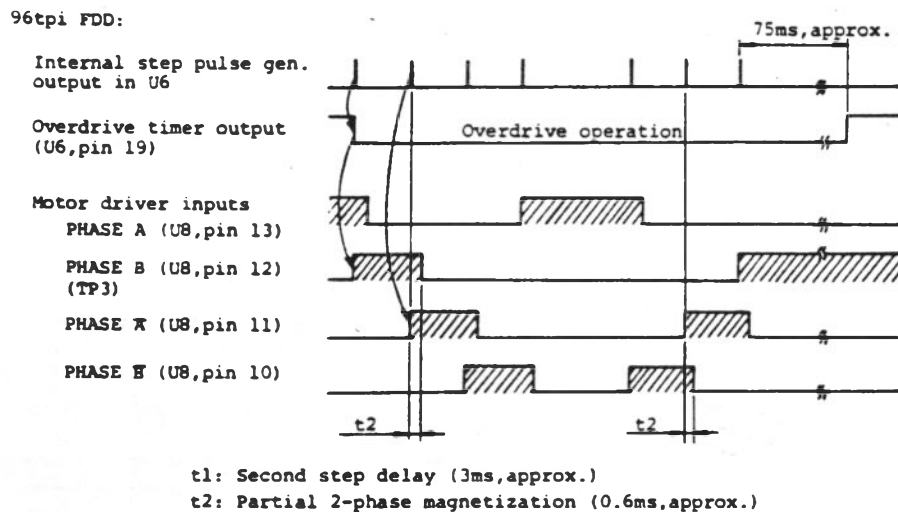 96tpi FDD:
75ms,approx.
Internal step pulse gen.
output in U6
Overdrive timer output
(U6,pin 19)
Overdrive operation
Motor driver inputs
PHASE A (U8,pin 13)
PHASE B (U8,pin 12)
(TP3)
PHASE A̅ (U8,pin 11)
PHASE B̅ (U8,pin 10)
t2
t2
t1: Second step delay (3ms,approx.)
t2: Partial 2-phase magnetization (0.6ms,approx.)